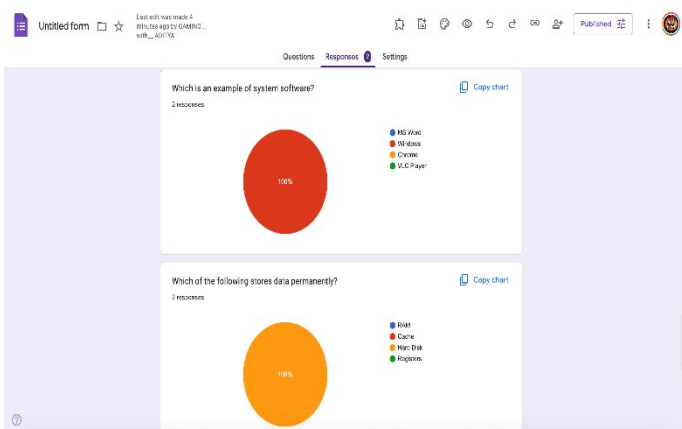 Untitled form
Last edit was made 4
minutes ago by GAMING
with__ ADITYA
Published
Questions Responses 2 Settings
Which is an example of system software?
Copy chart
2 responses
MS Word
Windows
Chrome
VLC Player
100%
Which of the following stores data permanently?
Copy chart
2 responses
RAM
Cache
Hard Disk
Registers
100%